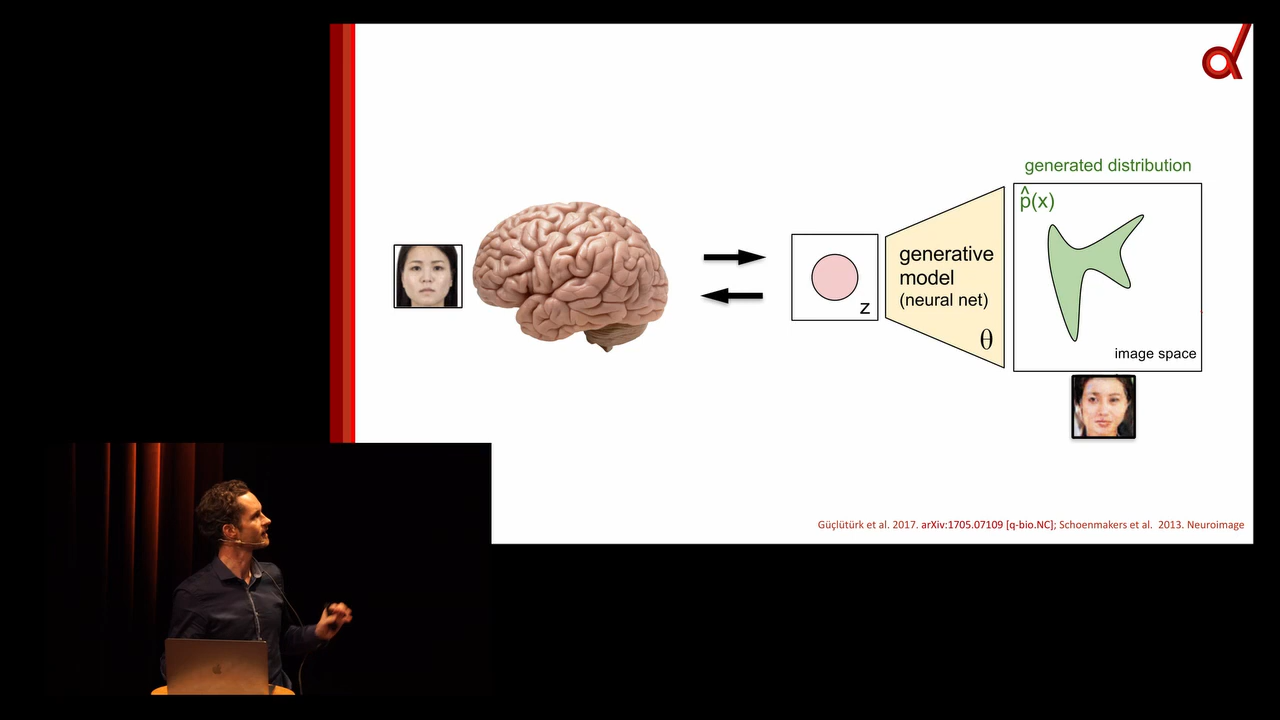 generated distribution
p̂(x)
generative
model
(neural net)
θ
z
image space
Güçlütürk et al. 2017. arXiv:1705.07109 [q-bio.NC]; Schoenmakers et al. 2013. Neuroimage